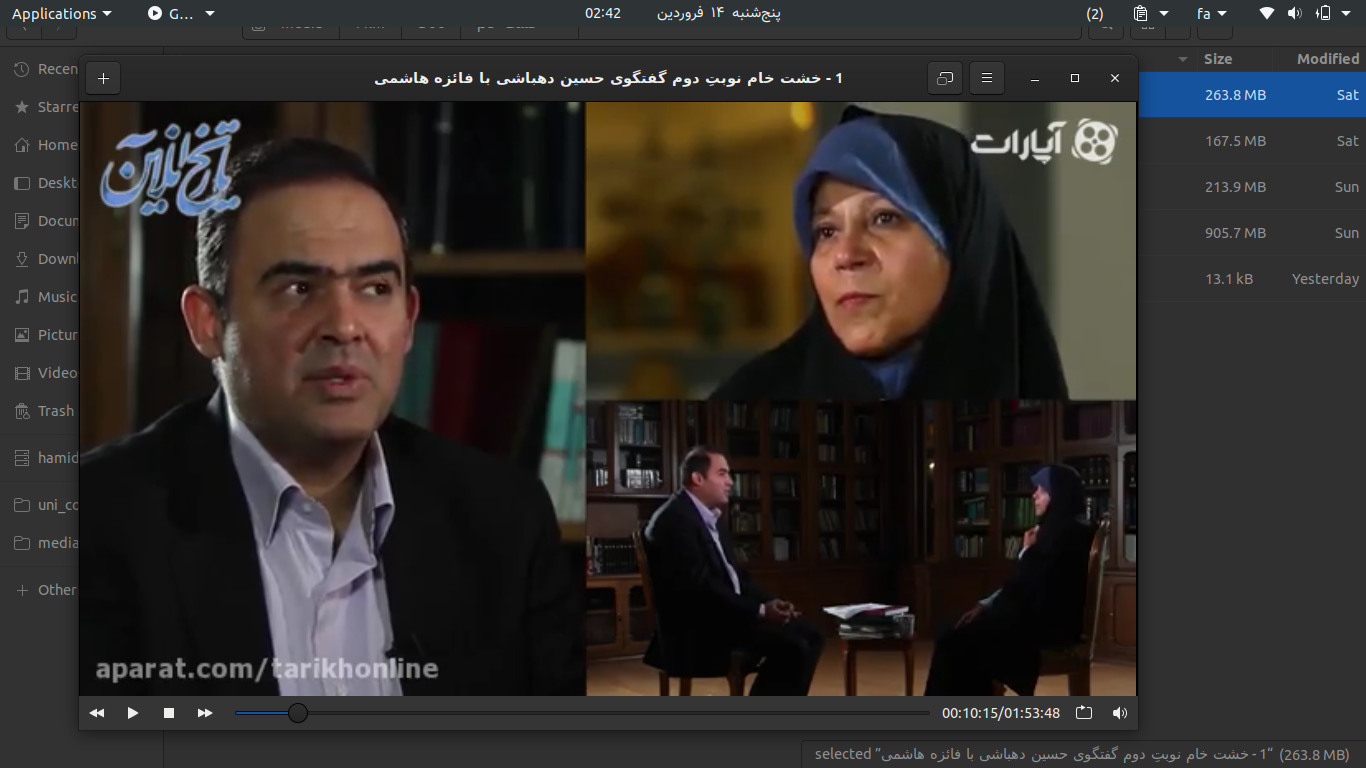 Applications
G…
02:42
پنج‌شنبه ۱۴ فروردین
(2)
fa
Size
Modified
1 - خشت خام نوبتِ دوم گفتگوی حسین دهباشی با فائزه هاشمی
Recen
Starre
Home
Deskt
Docum
Downl
Music
Pictur
Video
Trash
hamid
uni_co
media
Other
263.8 MB Sat
167.5 MB Sat
213.9 MB Sun
905.7 MB Sun
13.1 kB Yesterday
تاریخ آنلاین
آپارات
aparat.com/tarikhonline
00:10:15/01:53:48
selected ”1 - خشت خام نوبتِ دوم گفتگوی حسین دهباشی با فائزه هاشمی“ (263.8 MB)